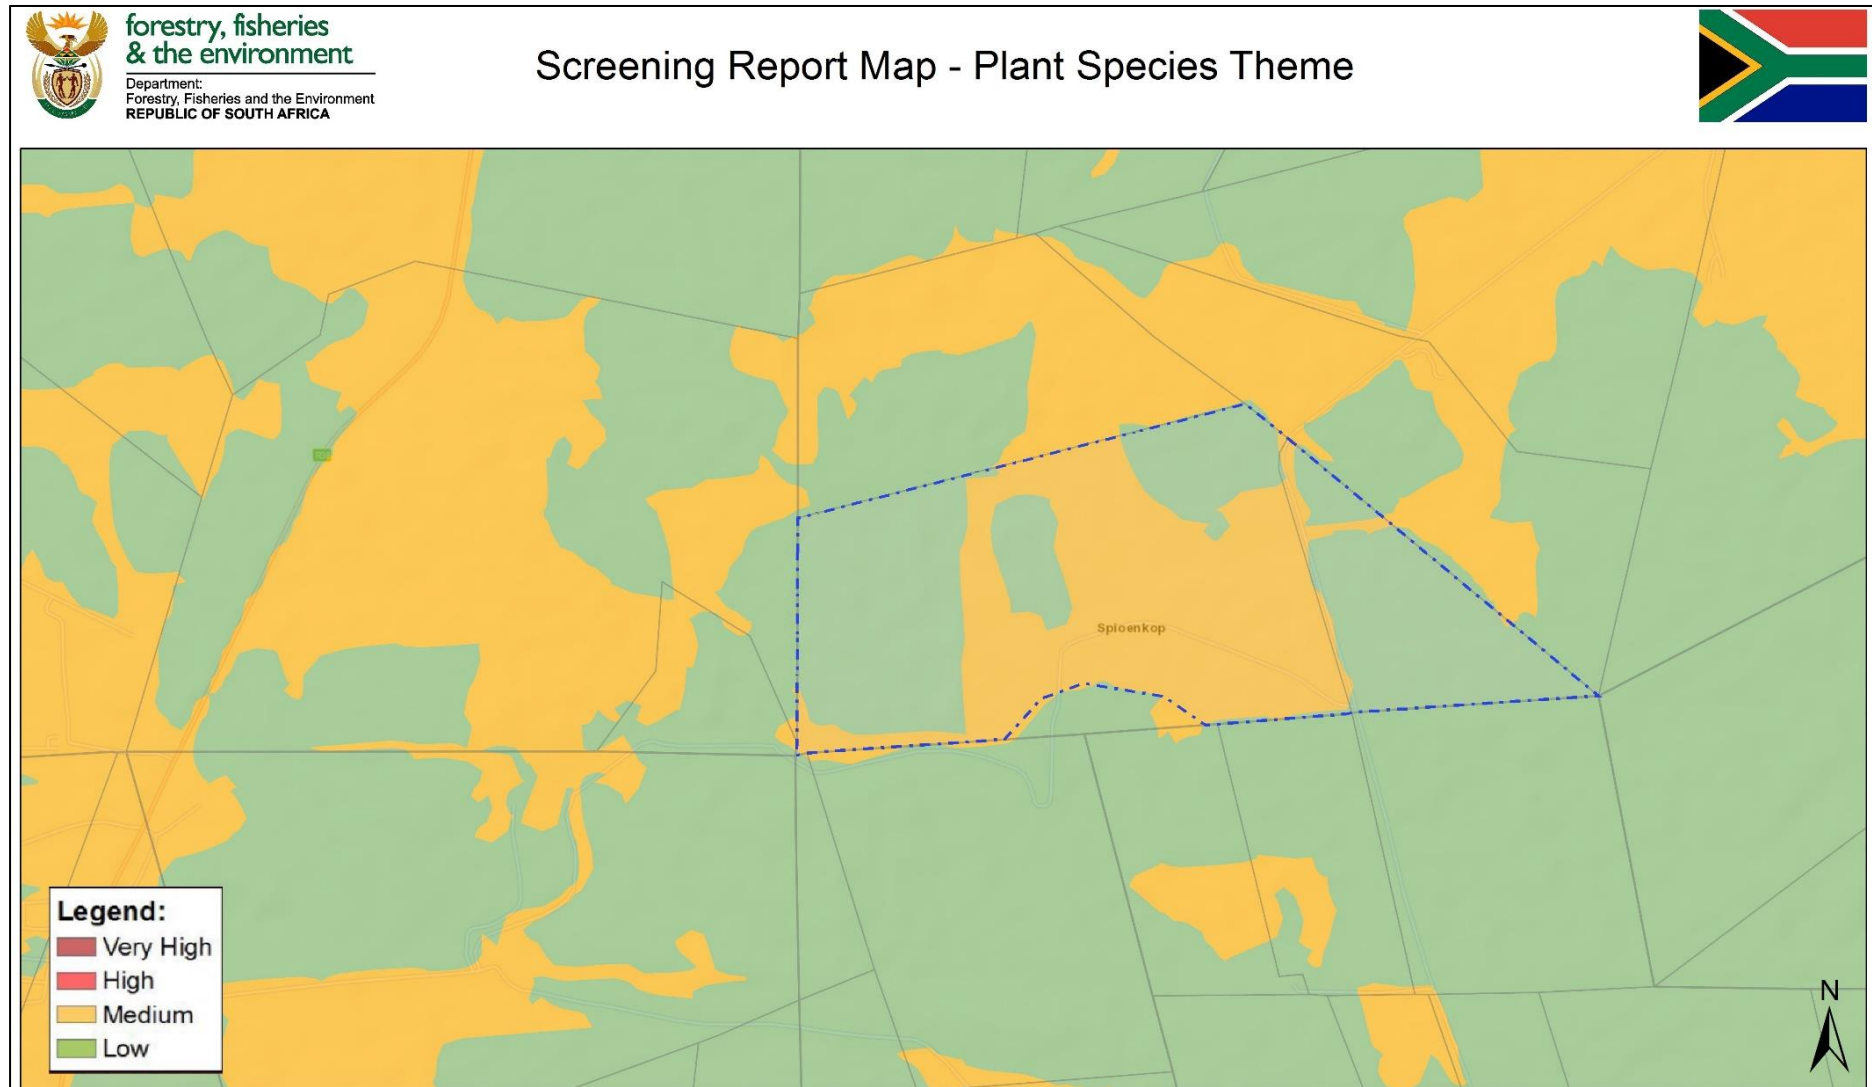 forestry, fisheries
& the environment
Department:
Forestry, Fisheries and the Environment
REPUBLIC OF SOUTH AFRICA
Screening Report Map - Plant Species Theme
Spioenkop
Legend:
Very High
High
Medium
Low
N